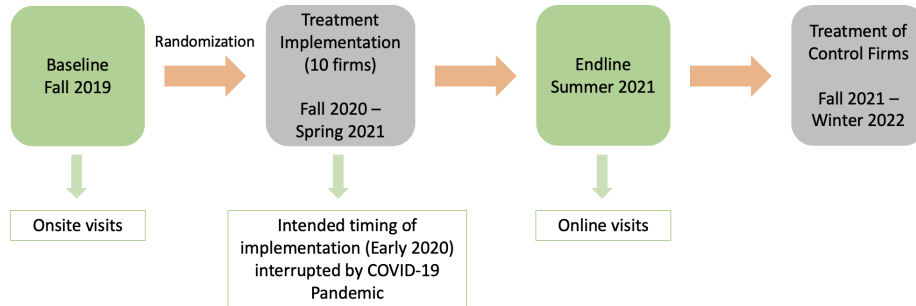 Baseline
Fall 2019
Randomization
Treatment
Implementation
(10 firms)
Fall 2020 –
Spring 2021
Endline
Summer 2021
Treatment of
Control Firms
Fall 2021 –
Winter 2022
Onsite visits
Intended timing of
implementation (Early 2020)
interrupted by COVID-19
Pandemic
Online visits